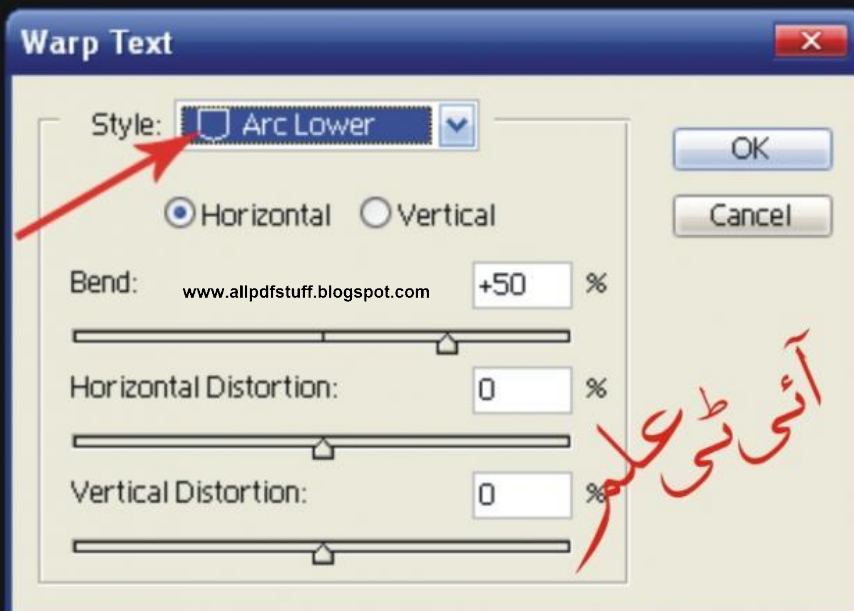 Warp Text
Style: Arc Lower
OK
Horizontal Vertical
Cancel
Bend: +50 %
www.allpdfstuff.blogspot.com
Horizontal Distortion: 0 %
Vertical Distortion: 0 %
آئی ٹی علم